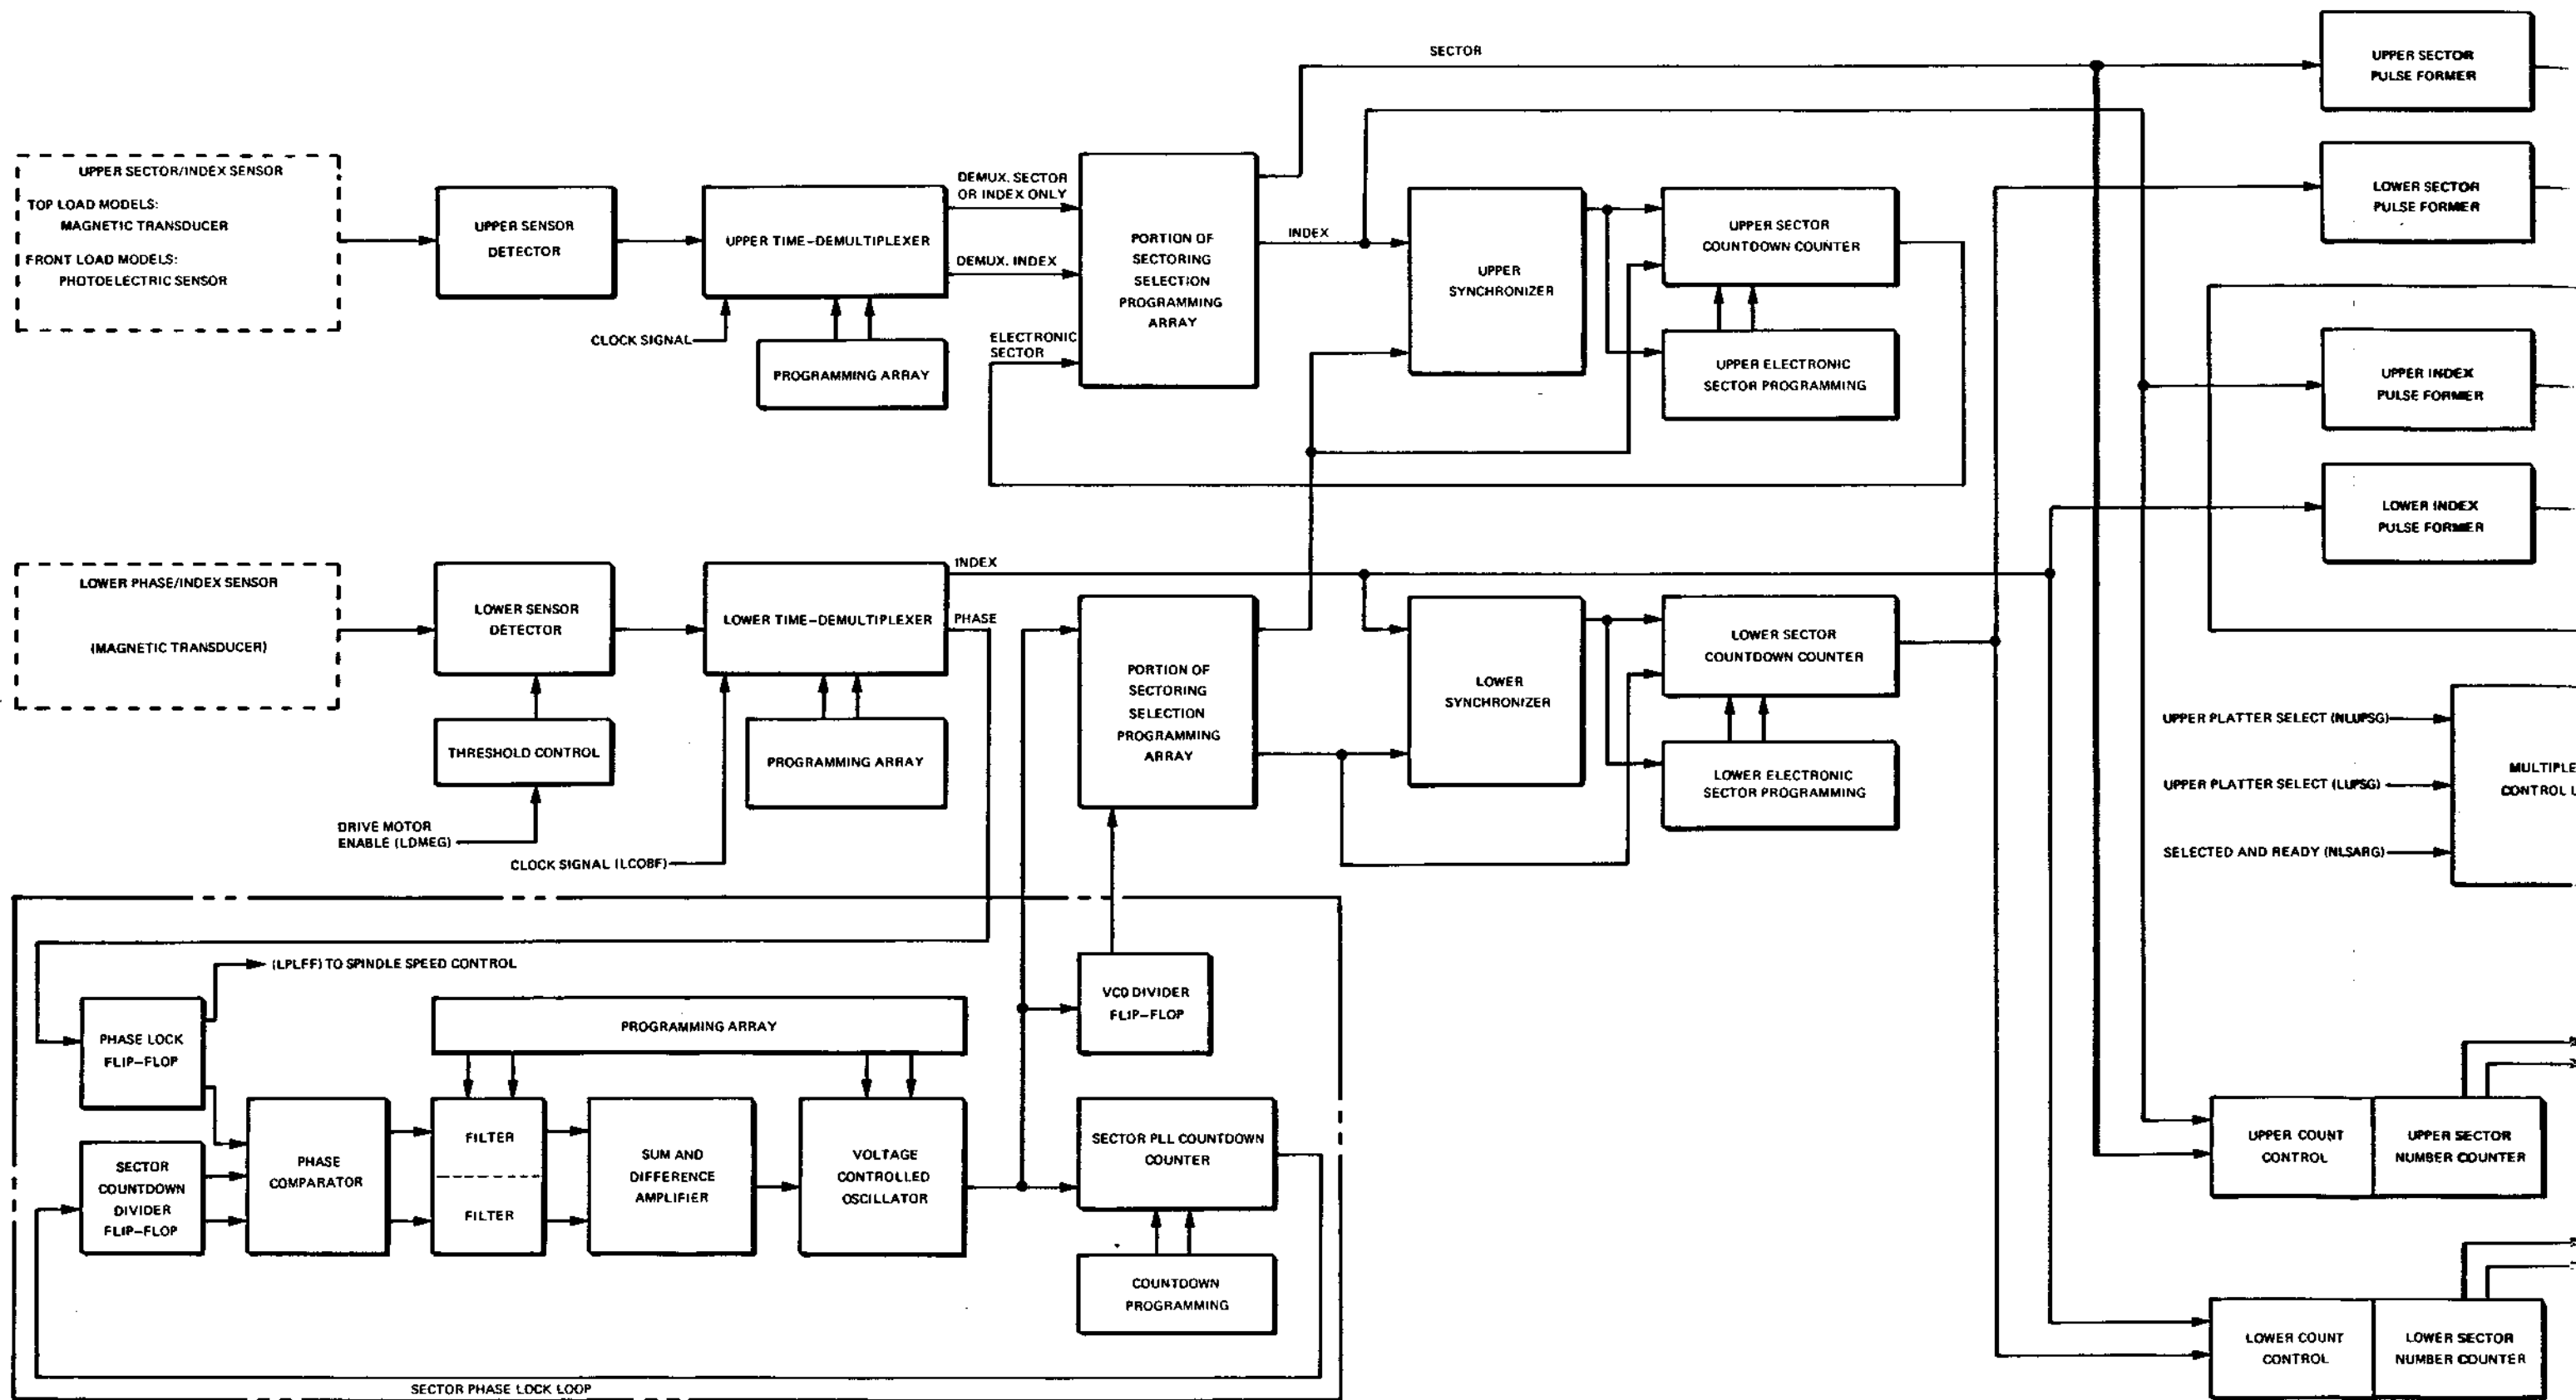 SECTOR
UPPER SECTOR
PULSE FORMER
UPPER SECTOR/INDEX SENSOR
TOP LOAD MODELS:
MAGNETIC TRANSDUCER
FRONT LOAD MODELS:
PHOTOELECTRIC SENSOR
UPPER SENSOR
DETECTOR
UPPER TIME-DEMULTIPLEXER
DEMUX. SECTOR
OR INDEX ONLY
DEMUX. INDEX
CLOCK SIGNAL
PROGRAMMING ARRAY
ELECTRONIC
SECTOR
PORTION OF
SECTORING
SELECTION
PROGRAMMING
ARRAY
INDEX
UPPER
SYNCHRONIZER
UPPER SECTOR
COUNTDOWN COUNTER
UPPER ELECTRONIC
SECTOR PROGRAMMING
LOWER SECTOR
PULSE FORMER
UPPER INDEX
PULSE FORMER
LOWER INDEX
PULSE FORMER
LOWER PHASE/INDEX SENSOR
(MAGNETIC TRANSDUCER)
LOWER SENSOR
DETECTOR
THRESHOLD CONTROL
DRIVE MOTOR
ENABLE (LDMEG)
LOWER TIME-DEMULTIPLEXER
INDEX
PHASE
PROGRAMMING ARRAY
CLOCK SIGNAL (LCOBF)
PORTION OF
SECTORING
SELECTION
PROGRAMMING
ARRAY
LOWER
SYNCHRONIZER
LOWER SECTOR
COUNTDOWN COUNTER
LOWER ELECTRONIC
SECTOR PROGRAMMING
UPPER PLATTER SELECT (NLUPSG)
UPPER PLATTER SELECT (LUPSG)
SELECTED AND READY (NLSARG)
MULTIPLE
CONTROL L
(LPLFF) TO SPINDLE SPEED CONTROL
PHASE LOCK
FLIP-FLOP
SECTOR
COUNTDOWN
DIVIDER
FLIP-FLOP
PHASE
COMPARATOR
PROGRAMMING ARRAY
FILTER
FILTER
SUM AND
DIFFERENCE
AMPLIFIER
VOLTAGE
CONTROLLED
OSCILLATOR
VCO DIVIDER
FLIP-FLOP
SECTOR PLL COUNTDOWN
COUNTER
COUNTDOWN
PROGRAMMING
SECTOR PHASE LOCK LOOP
UPPER COUNT
CONTROL
UPPER SECTOR
NUMBER COUNTER
LOWER COUNT
CONTROL
LOWER SECTOR
NUMBER COUNTER